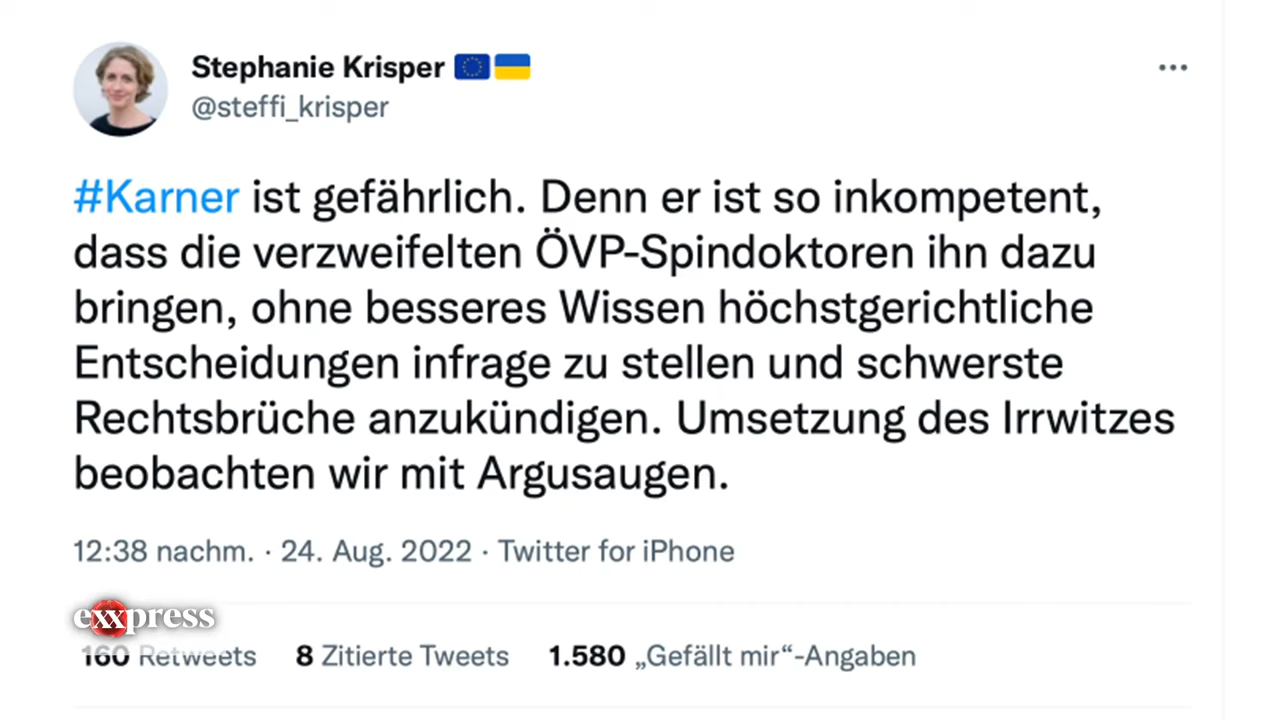 Stephanie Krisper
@steffi_krisper
#Karner ist gefährlich. Denn er ist so inkompetent,
dass die verzweifelten ÖVP-Spindoktoren ihn dazu
bringen, ohne besseres Wissen höchstgerichtliche
Entscheidungen infrage zu stellen und schwerste
Rechtsbrüche anzukündigen. Umsetzung des Irrwitzes
beobachten wir mit Argusaugen.
12:38 nachm. · 24. Aug. 2022 · Twitter for iPhone
exxpress
160 Retweets 8 Zitierte Tweets 1.580 „Gefällt mir“-Angaben